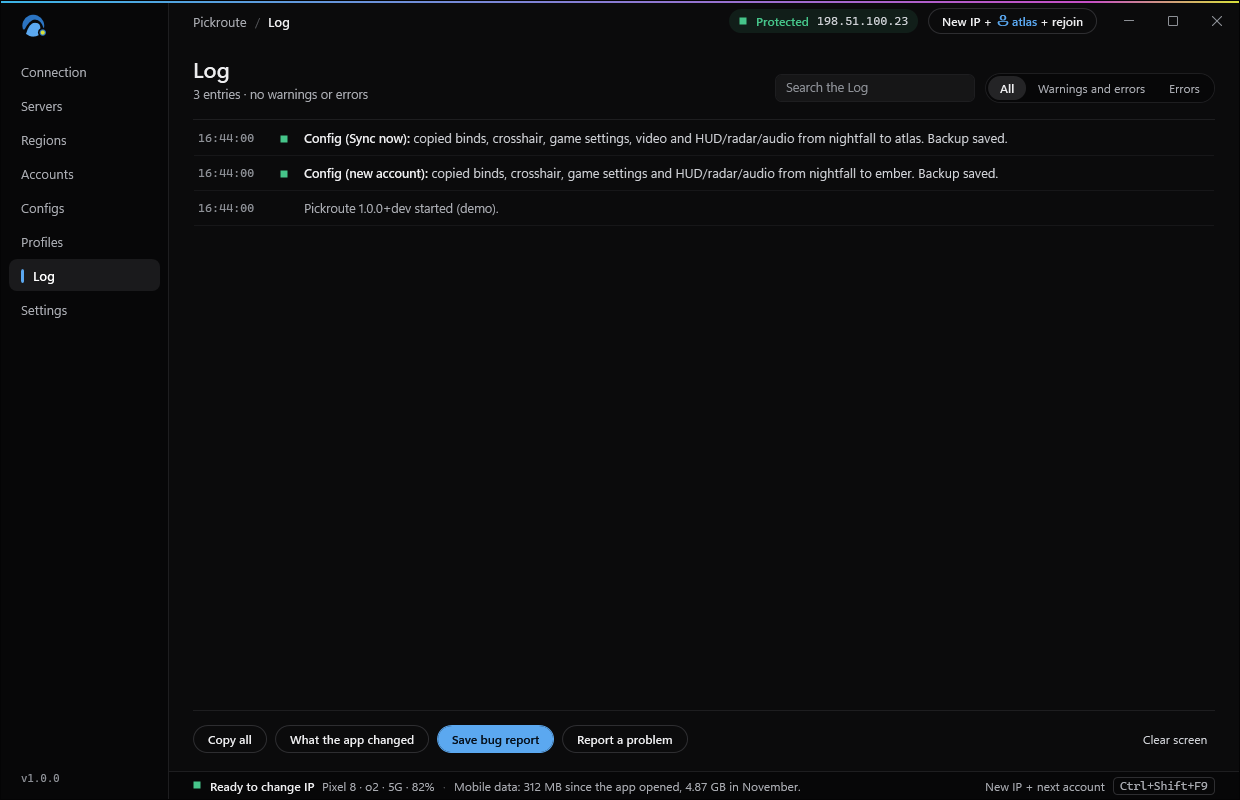 Pickroute / Log
Protected 198.51.100.23
New IP + atlas + rejoin
Connection
Servers
Regions
Accounts
Configs
Profiles
Log
Settings
v1.0.0
Log
3 entries · no warnings or errors
Search the Log
All
Warnings and errors
Errors
16:44:00 Config (Sync now): copied binds, crosshair, game settings, video and HUD/radar/audio from nightfall to atlas. Backup saved.
16:44:00 Config (new account): copied binds, crosshair, game settings and HUD/radar/audio from nightfall to ember. Backup saved.
16:44:00 Pickroute 1.0.0+dev started (demo).
Copy all
What the app changed
Save bug report
Report a problem
Clear screen
Ready to change IP Pixel 8 · o2 · 5G · 82% · Mobile data: 312 MB since the app opened, 4.87 GB in November.
New IP + next account Ctrl+Shift+F9